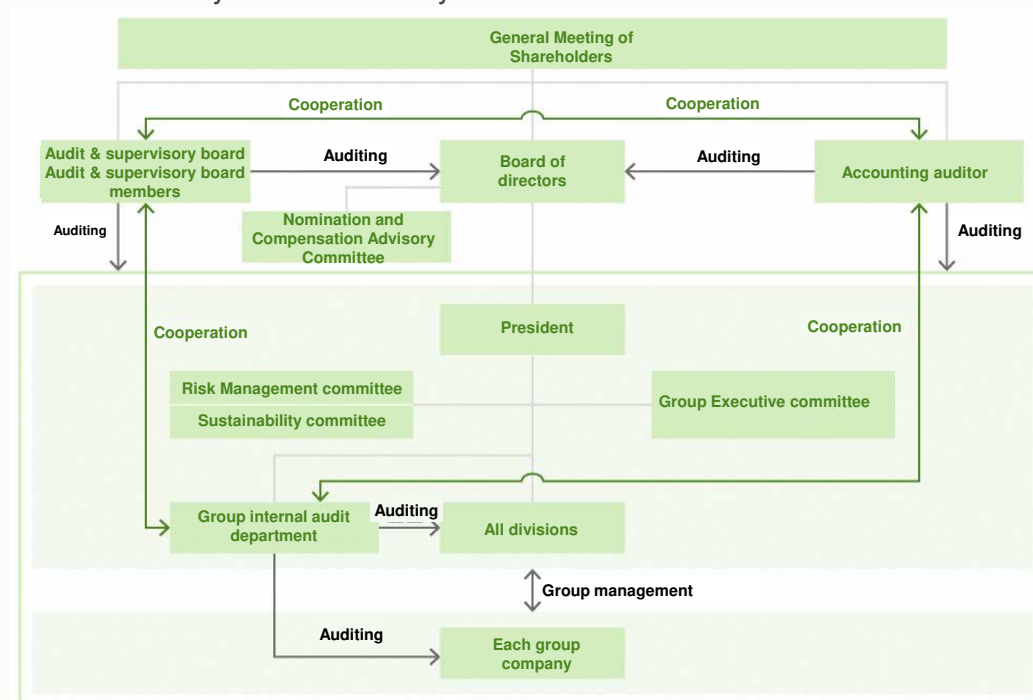 General Meeting of
Shareholders
Cooperation
Cooperation
Audit & supervisory board
Audit & supervisory board
members
Auditing
Board of
directors
Auditing
Accounting auditor
Auditing
Nomination and
Compensation Advisory
Committee
Auditing
President
Cooperation
Cooperation
Risk Management committee
Sustainability committee
Group Executive committee
Group internal audit
department
Auditing
All divisions
Group management
Auditing
Each group
company